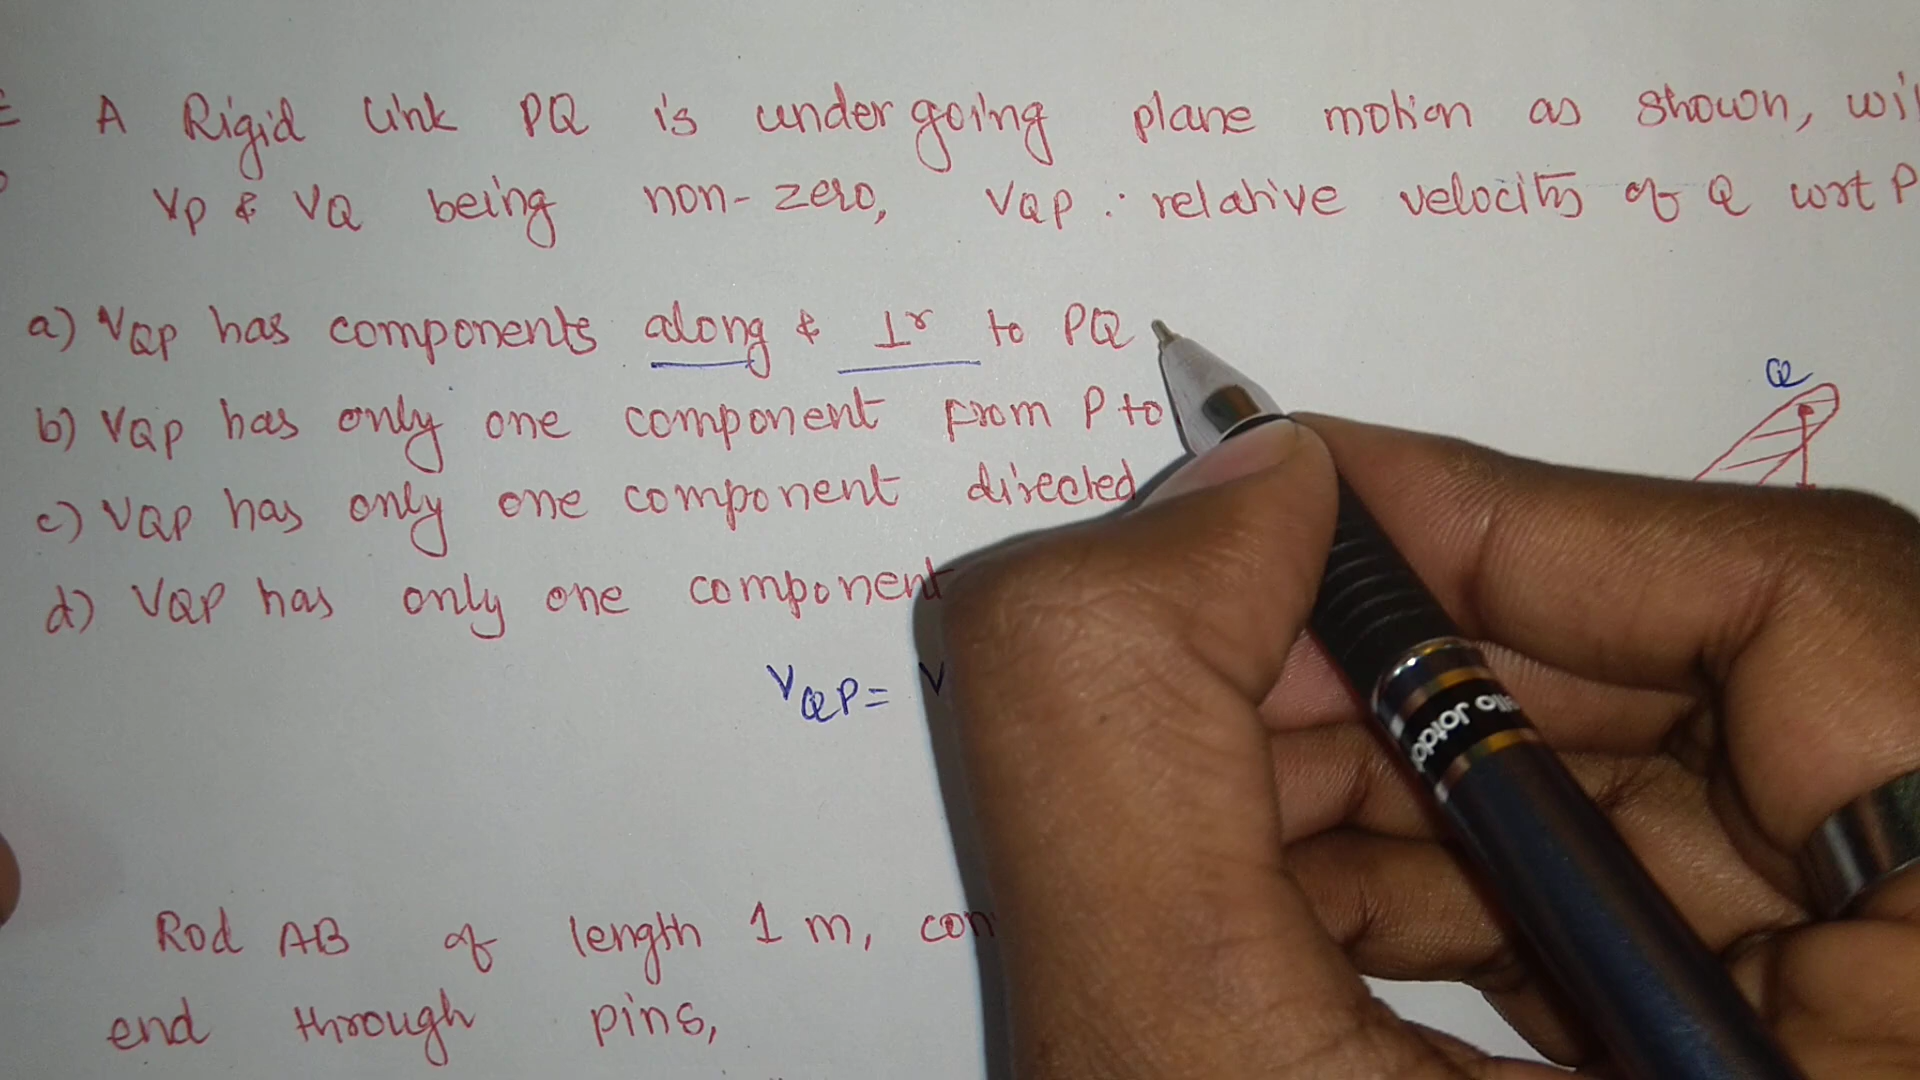 A Rigid Link PQ is undergoing plane motion as shown, wi
VP & VQ being non-zero, VQP : relative velocity of Q wrt P
a) VQP has components along & ⊥r to PQ
b) VQP has only one component from P to
c) VQP has only one component directed
d) VQP has only one component
Q
VQP = V
Rod AB of length 1 m, con
end through pins,